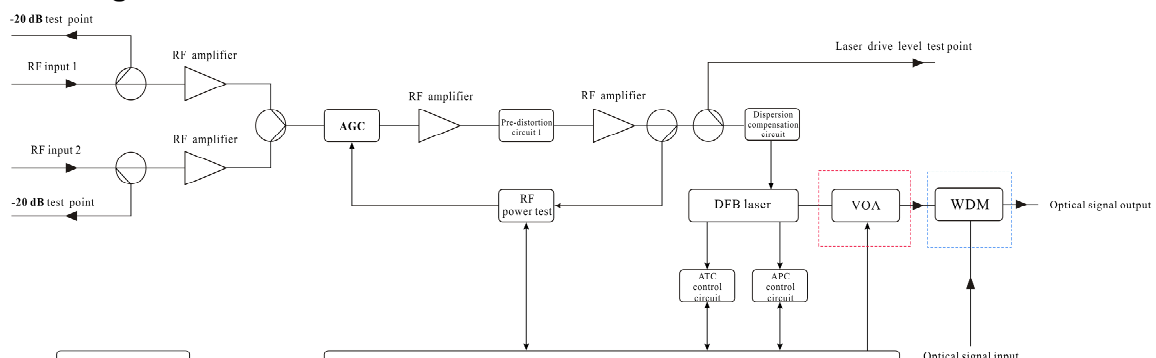 -20 dB test point
RF input 1
RF amplifier
RF input 2
RF amplifier
-20 dB test point
AGC
RF amplifier
Pre-distortion
circuit 1
RF amplifier
Laser drive level test point
Dispersion
compensation
circuit
RF
power test
DFB laser
VOA
WDM
Optical signal output
ATC
control
circuit
APC
control
circuit
Optical signal input